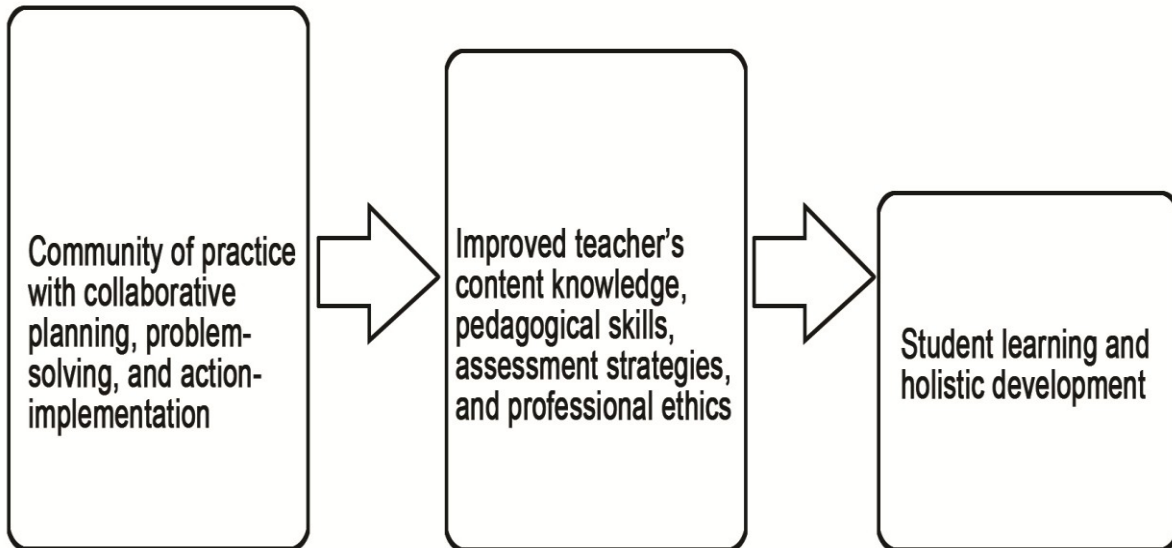 Community of practice
with collaborative
planning, problem-
solving, and action-
implementation
Improved teacher’s
content knowledge,
pedagogical skills,
assessment strategies,
and professional ethics
Student learning and
holistic development